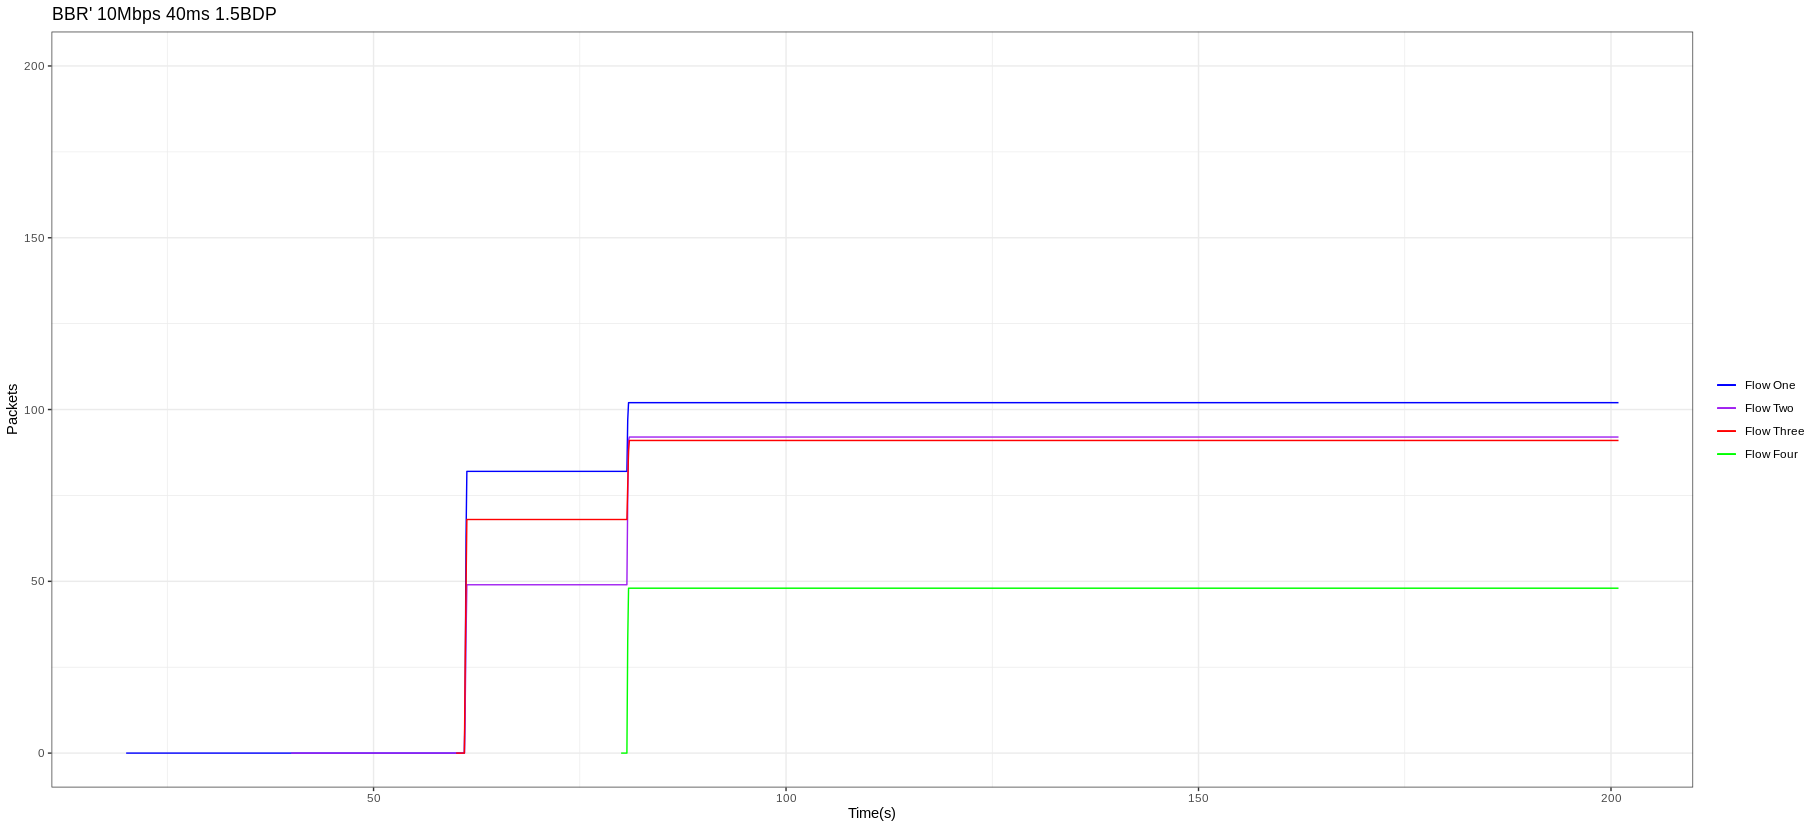 BBR' 10Mbps 40ms 1.5BDP
Packets
200
150
100
50
0
50
100
150
200
Time(s)
Flow One
Flow Two
Flow Three
Flow Four